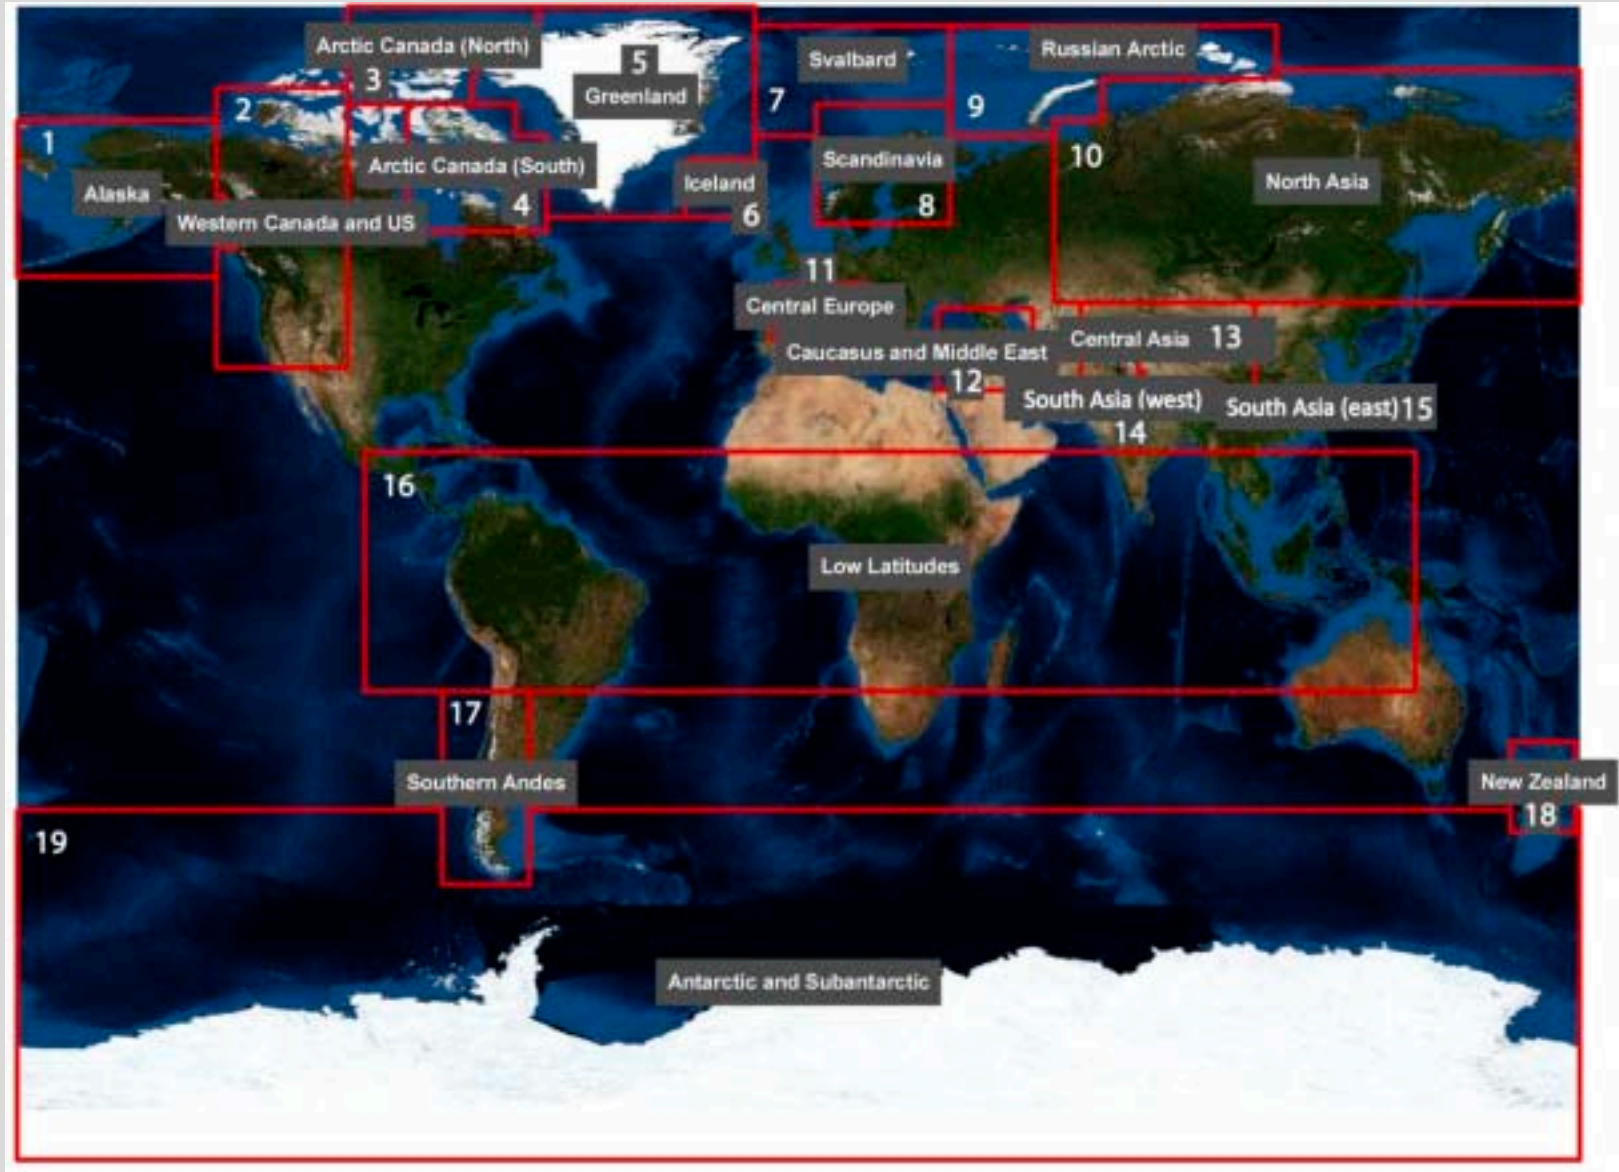 Arctic Canada (North)
3
5
Greenland
Svalbard
7
Russian Arctic
9
1
Alaska
2
Western Canada and US
Arctic Canada (South)
4
Iceland
6
Scandinavia
8
10
North Asia
11
Central Europe
Caucasus and Middle East
12
Central Asia 13
South Asia (west)
14
South Asia (east) 15
16
Low Latitudes
17
Southern Andes
New Zealand
18
19
Antarctic and Subantarctic